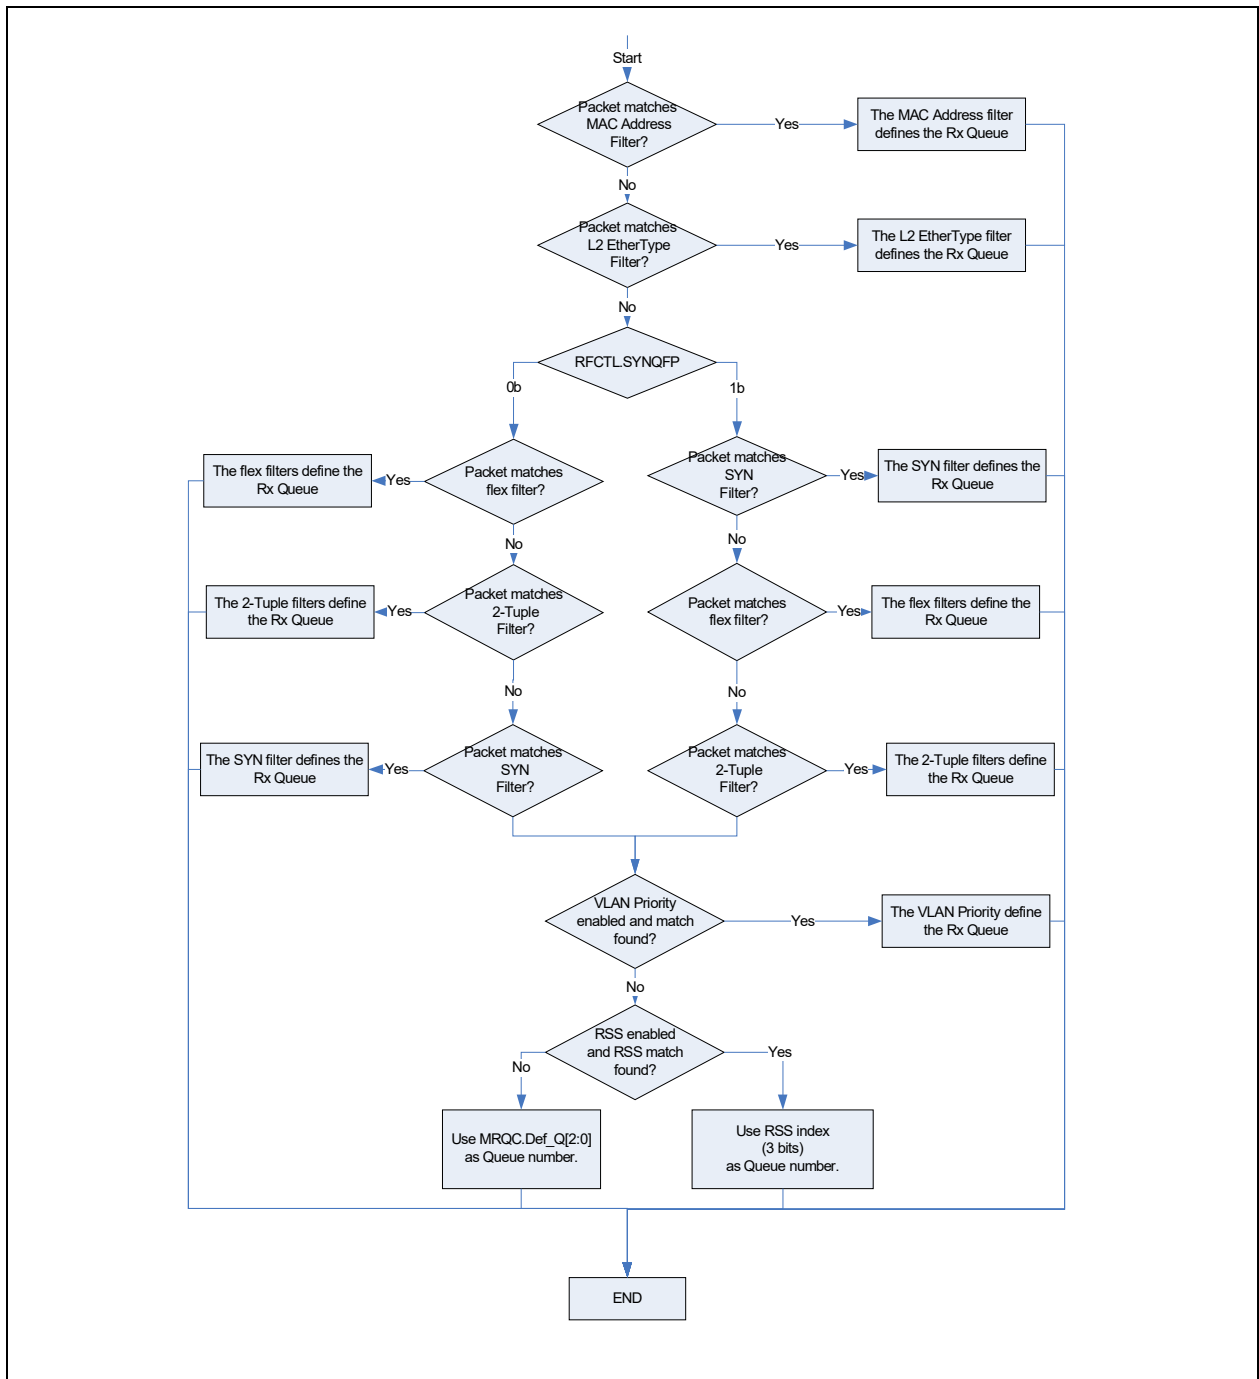 Start
Packet matches
MAC Address
Filter?
Yes
The MAC Address filter
defines the Rx Queue
No
Packet matches
L2 EtherType
Filter?
Yes
The L2 EtherType filter
defines the Rx Queue
No
RFCTL.SYNQFP
0b
1b
The flex filters define the
Rx Queue
Yes
Packet matches
flex filter?
Packet matches
SYN
Filter?
Yes
The SYN filter defines the
Rx Queue
No
No
The 2-Tuple filters define
the Rx Queue
Yes
Packet matches
2-Tuple
Filter?
Packet matches
flex filter?
Yes
The flex filters define the
Rx Queue
No
No
The SYN filter defines the
Rx Queue
Yes
Packet matches
SYN
Filter?
Packet matches
2-Tuple
Filter?
Yes
The 2-Tuple filters define
the Rx Queue
VLAN Priority
enabled and match
found?
Yes
The VLAN Priority define
the Rx Queue
No
RSS enabled
and RSS match
found?
No
Yes
Use MRQC.Def_Q[2:0]
as Queue number.
Use RSS index
(3 bits)
as Queue number.
END